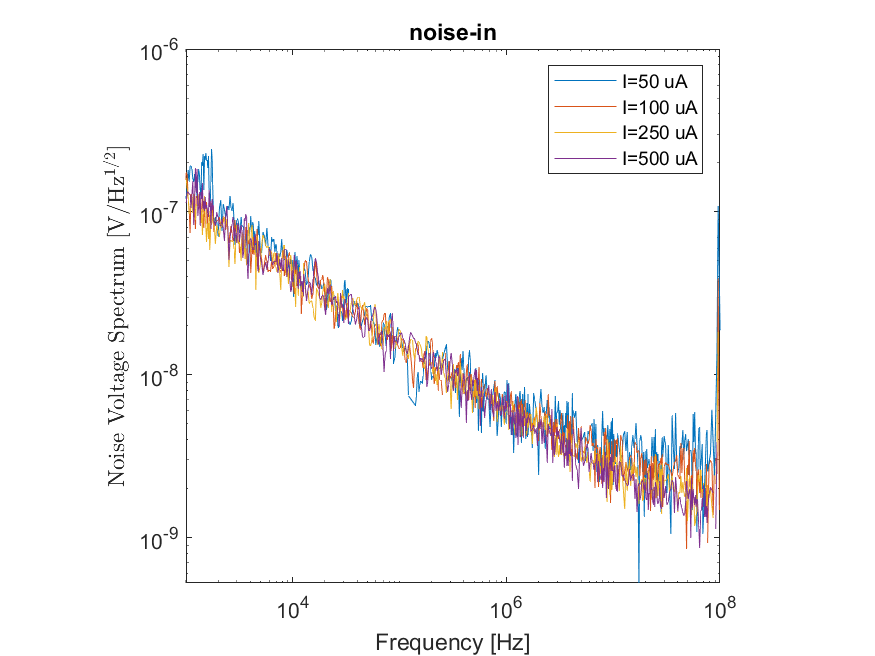 noise-in
10^-6
I=50 uA
I=100 uA
I=250 uA
I=500 uA
10^-7
Noise Voltage Spectrum [V/Hz^1/2]
10^-8
10^-9
10^4
10^6
10^8
Frequency [Hz]